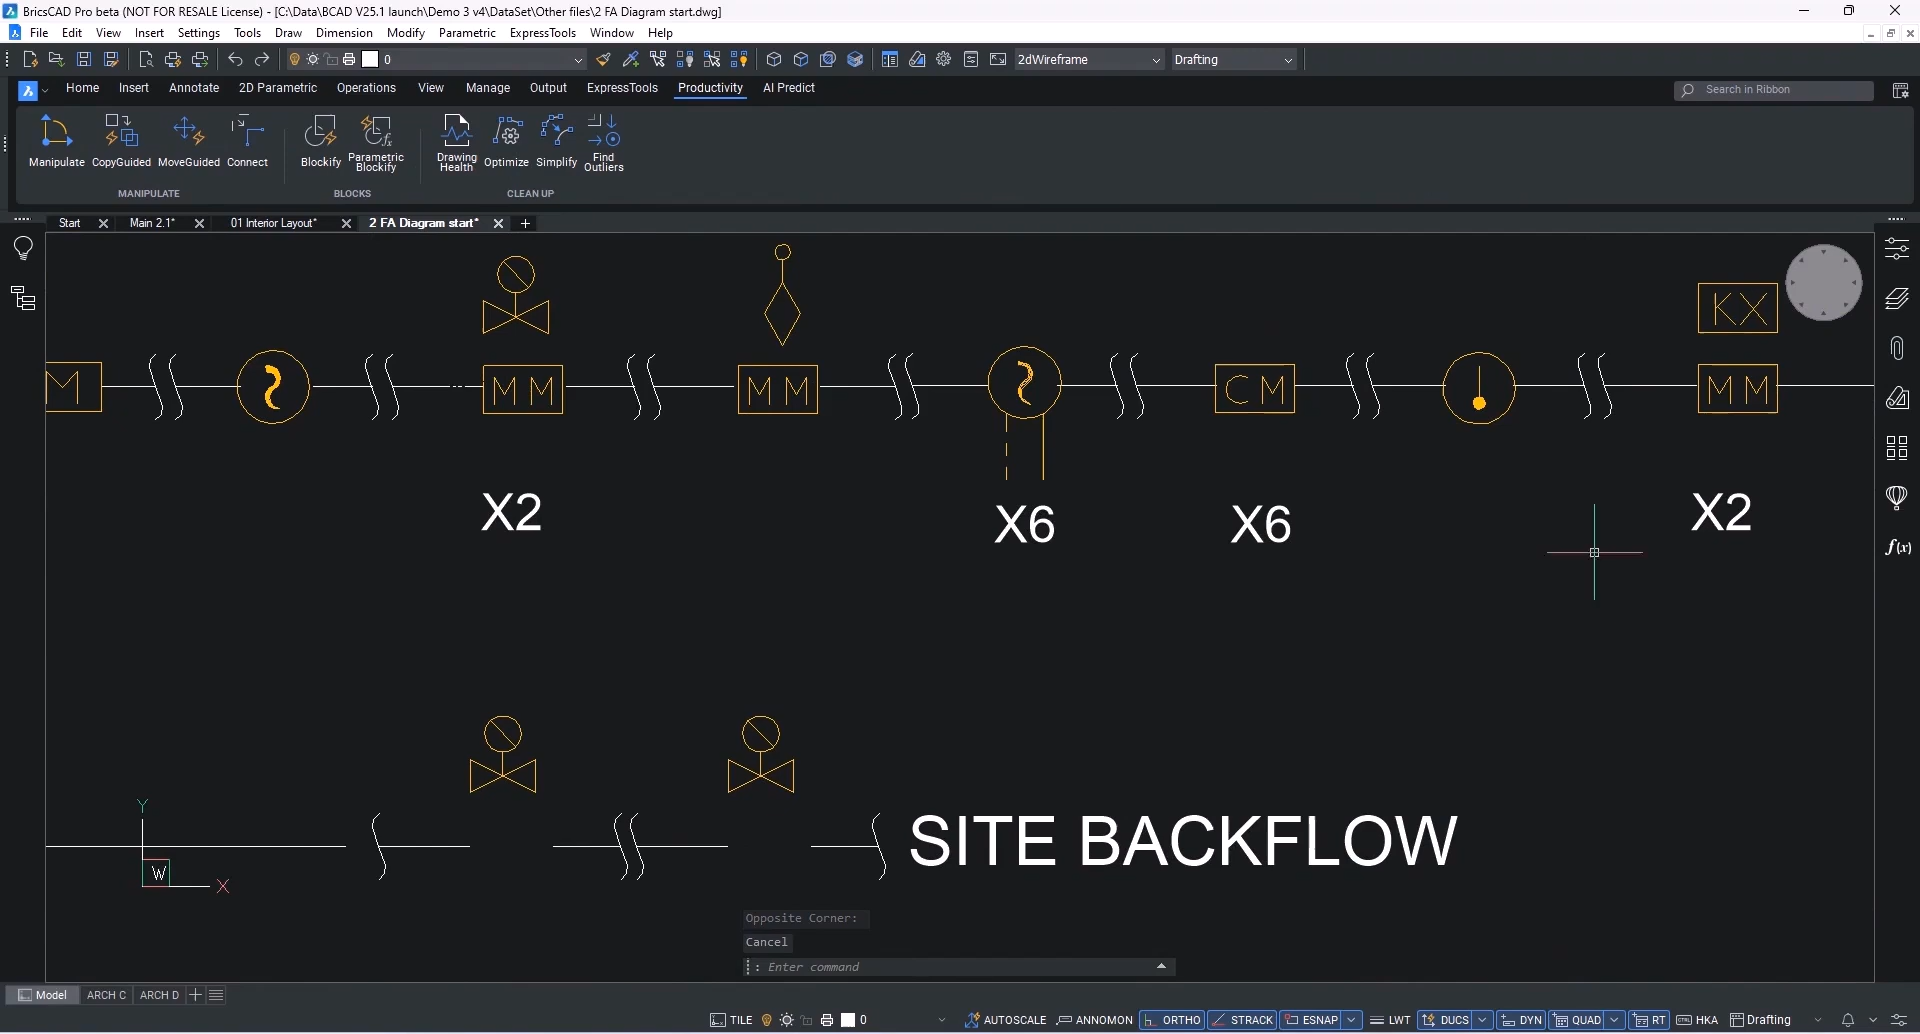 BricsCAD Pro beta (NOT FOR RESALE License) - [C:\Data\BCAD V25.1 launch\Demo 3 v4\DataSet\Other files\2 FA Diagram start.dwg]
File Edit View Insert Settings Tools Draw Dimension Modify Parametric ExpressTools Window Help
0 2dWireframe Drafting
Home Insert Annotate 2D Parametric Operations View Manage Output ExpressTools Productivity AI Predict Search in Ribbon
Manipulate CopyGuided MoveGuided Connect Blockify Parametric Blockify Drawing Health Optimize Simplify Find Outliers
MANIPULATE BLOCKS CLEAN UP
Start Main 2.1* 01 Interior Layout* 2 FA Diagram start*
KX
M MM MM CM MM
X2 X6 X6 X2
f(x)
SITE BACKFLOW
Y
W
X
Opposite Corner:
Cancel
: Enter command
Model ARCH C ARCH D
TILE 0 AUTOSCALE ANNOMON ORTHO STRACK ESNAP LWT DUCS DYN QUAD RT HKA Drafting